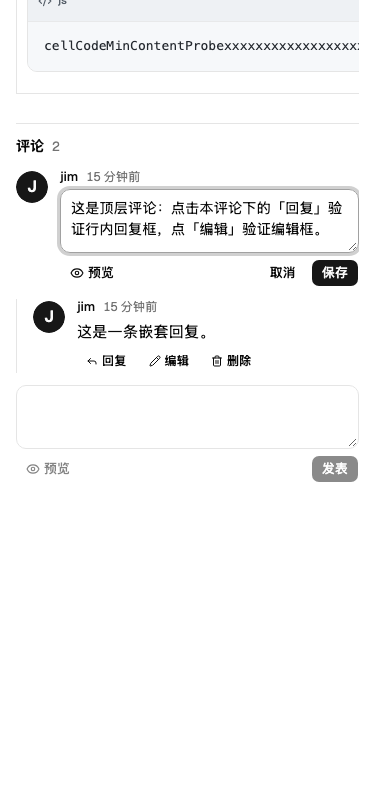 </> js
cellCodeMinContentProbexxxxxxxxxxxxxxxxxx
评论 2
J
jim 15 分钟前
这是顶层评论：点击本评论下的「回复」验
证行内回复框，点「编辑」验证编辑框。
预览 取消 保存
J
jim 15 分钟前
这是一条嵌套回复。
回复 编辑 删除
预览 发表